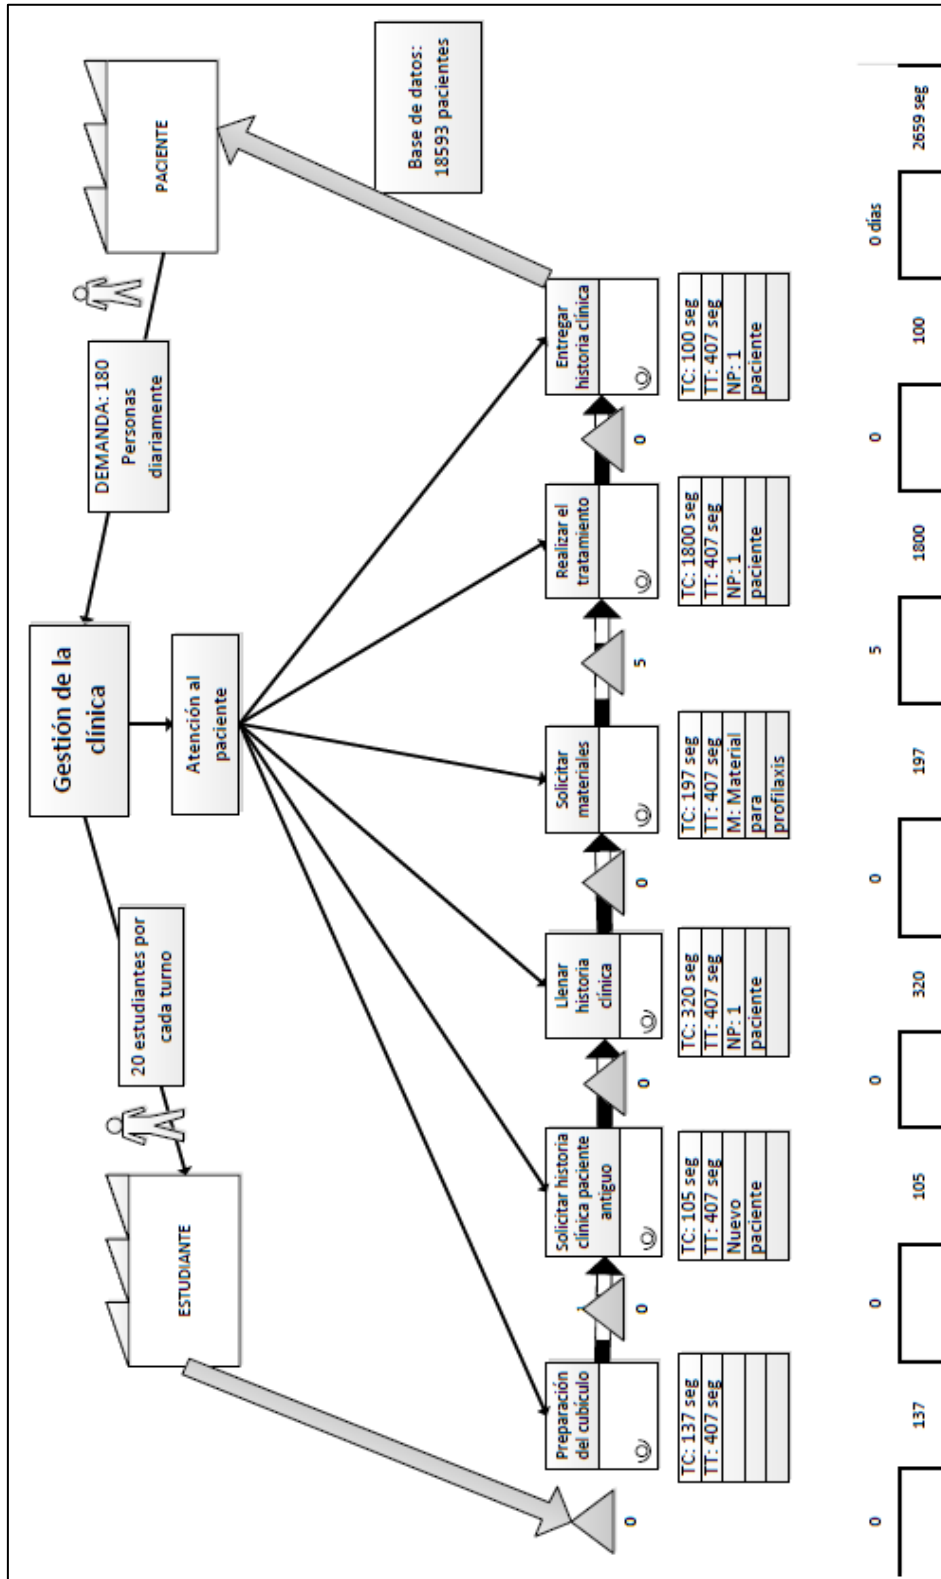 ESTUDIANTE
20 estudiantes por
cada turno
Gestión de la
clínica
DEMANDA: 180
Personas
diariamente
PACIENTE
Atención al
paciente
Base de datos:
18593 pacientes
0
Preparación
del cubículo
TC: 137 seg
TT: 407 seg
1
0
Solicitar historia
clínica paciente
antiguo
TC: 105 seg
TT: 407 seg
Nuevo
paciente
0
Llenar
historia
clínica
TC: 320 seg
TT: 407 seg
NP: 1
paciente
0
Solicitar
materiales
TC: 197 seg
TT: 407 seg
M: Material
para
profilaxis
5
Realizar el
tratamiento
TC: 1800 seg
TT: 407 seg
NP: 1
paciente
0
Entregar
historia clínica
TC: 100 seg
TT: 407 seg
NP: 1
paciente
0
137
0
105
0
320
0
197
5
1800
0
100
0 días
2659 seg